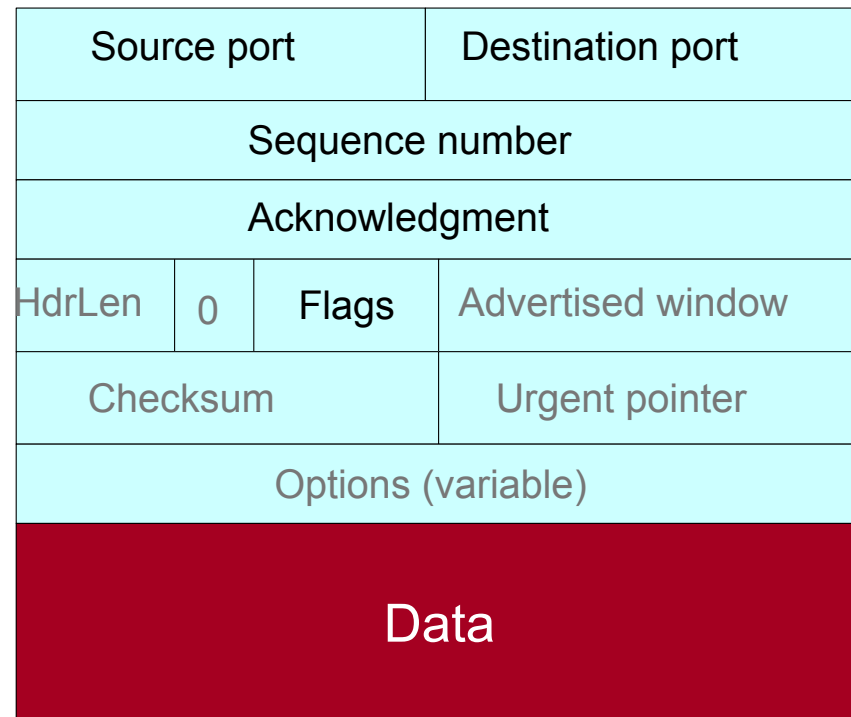 Source port Destination port
Sequence number
Acknowledgment
HdrLen 0 Flags Advertised window
Checksum Urgent pointer
Options (variable)
Data